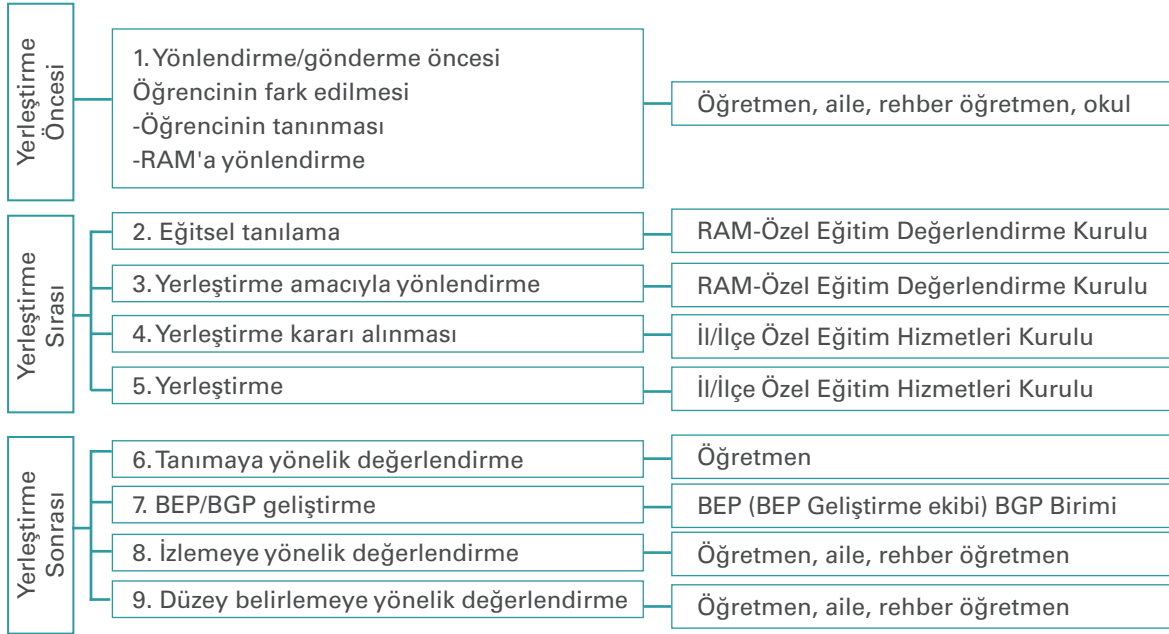 Yerleştirme
Öncesi
1. Yönlendirme/gönderme öncesi
Öğrencinin fark edilmesi
-Öğrencinin tanınması
-RAM'a yönlendirme
Öğretmen, aile, rehber öğretmen, okul
Yerleştirme
Sırası
2. Eğitsel tanılama
RAM-Özel Eğitim Değerlendirme Kurulu
3. Yerleştirme amacıyla yönlendirme
RAM-Özel Eğitim Değerlendirme Kurulu
4. Yerleştirme kararı alınması
İl/İlçe Özel Eğitim Hizmetleri Kurulu
5. Yerleştirme
İl/İlçe Özel Eğitim Hizmetleri Kurulu
Yerleştirme
Sonrası
6. Tanımaya yönelik değerlendirme
Öğretmen
7. BEP/BGP geliştirme
BEP (BEP Geliştirme ekibi) BGP Birimi
8. İzlemeye yönelik değerlendirme
Öğretmen, aile, rehber öğretmen
9. Düzey belirlemeye yönelik değerlendirme
Öğretmen, aile, rehber öğretmen